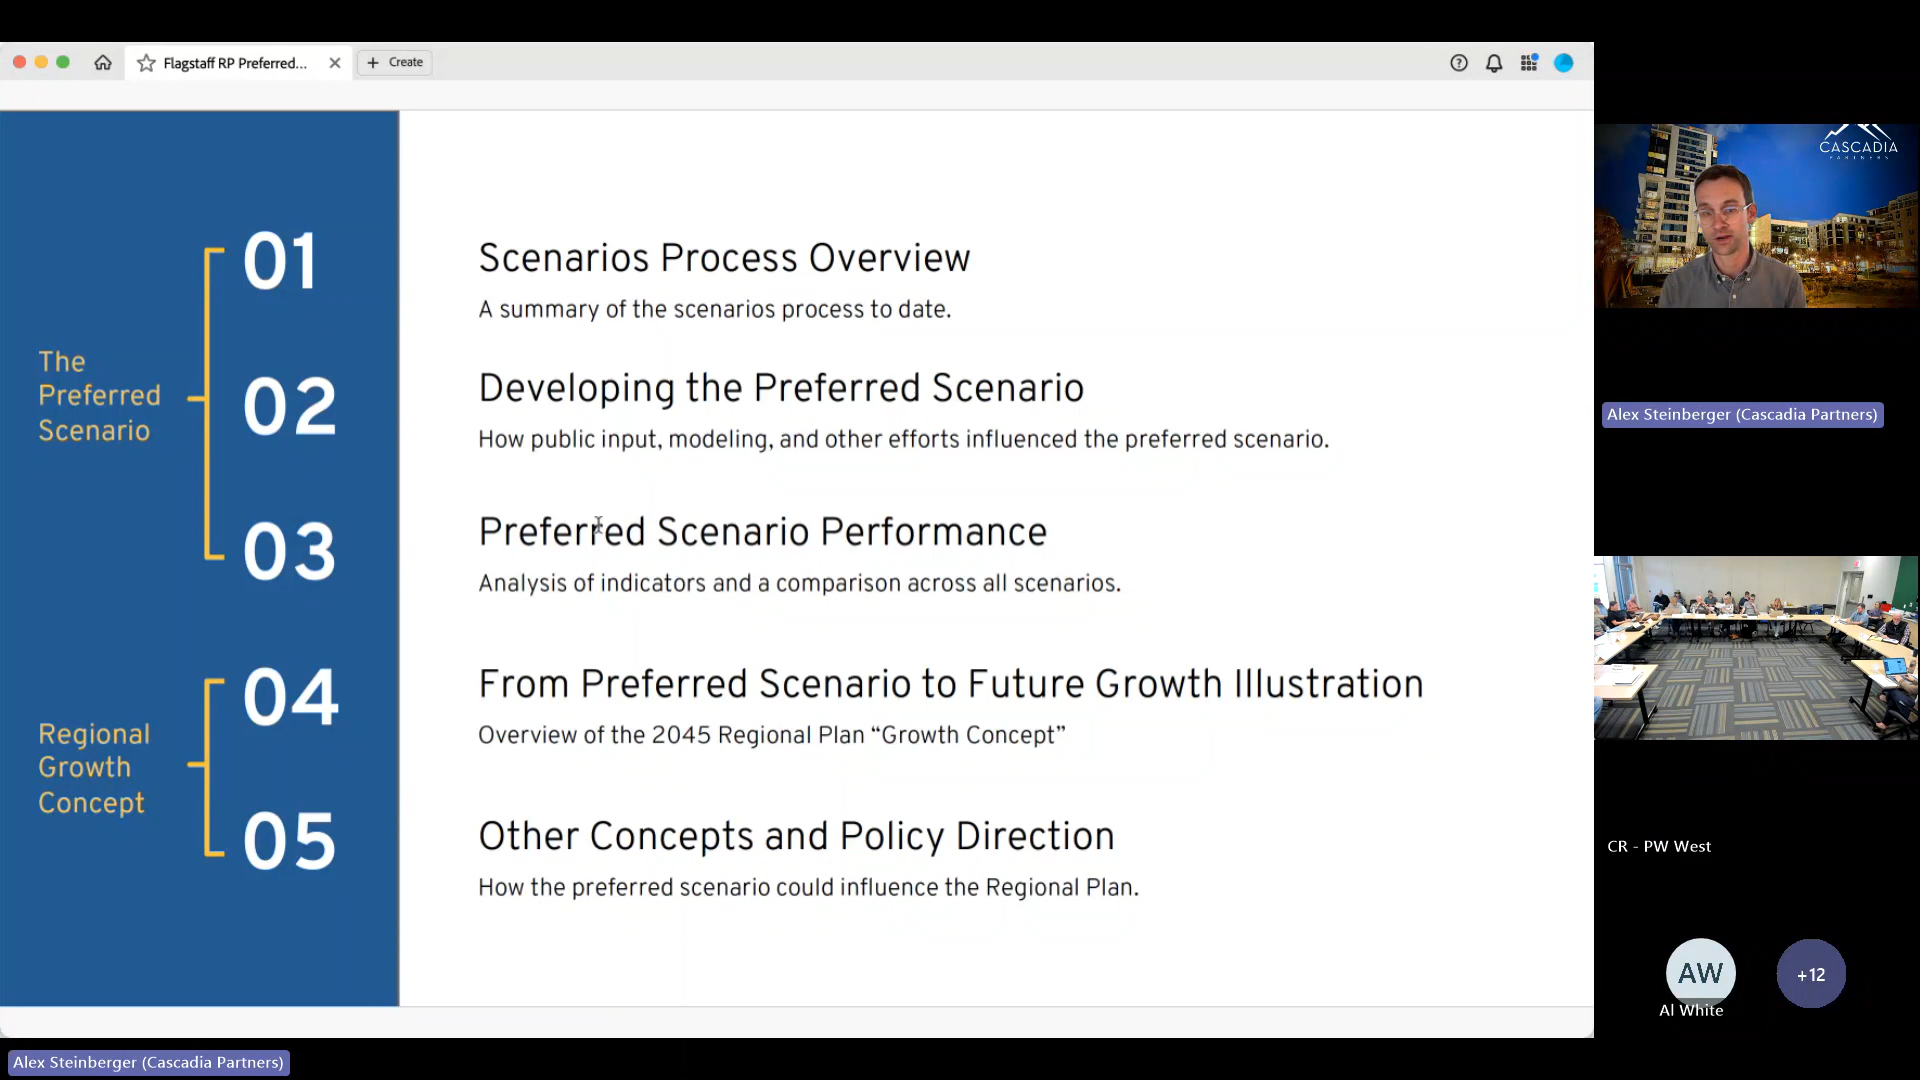 Flagstaff RP Preferred...
Create
01
02
03
04
05
The
Preferred
Scenario
Regional
Growth
Concept
Scenarios Process Overview
A summary of the scenarios process to date.
Developing the Preferred Scenario
How public input, modeling, and other efforts influenced the preferred scenario.
Preferred Scenario Performance
Analysis of indicators and a comparison across all scenarios.
From Preferred Scenario to Future Growth Illustration
Overview of the 2045 Regional Plan “Growth Concept”
Other Concepts and Policy Direction
How the preferred scenario could influence the Regional Plan.
CASCADIA
PARTNERS
Alex Steinberger (Cascadia Partners)
CR - PW West
AW
+12
Al White
Alex Steinberger (Cascadia Partners)